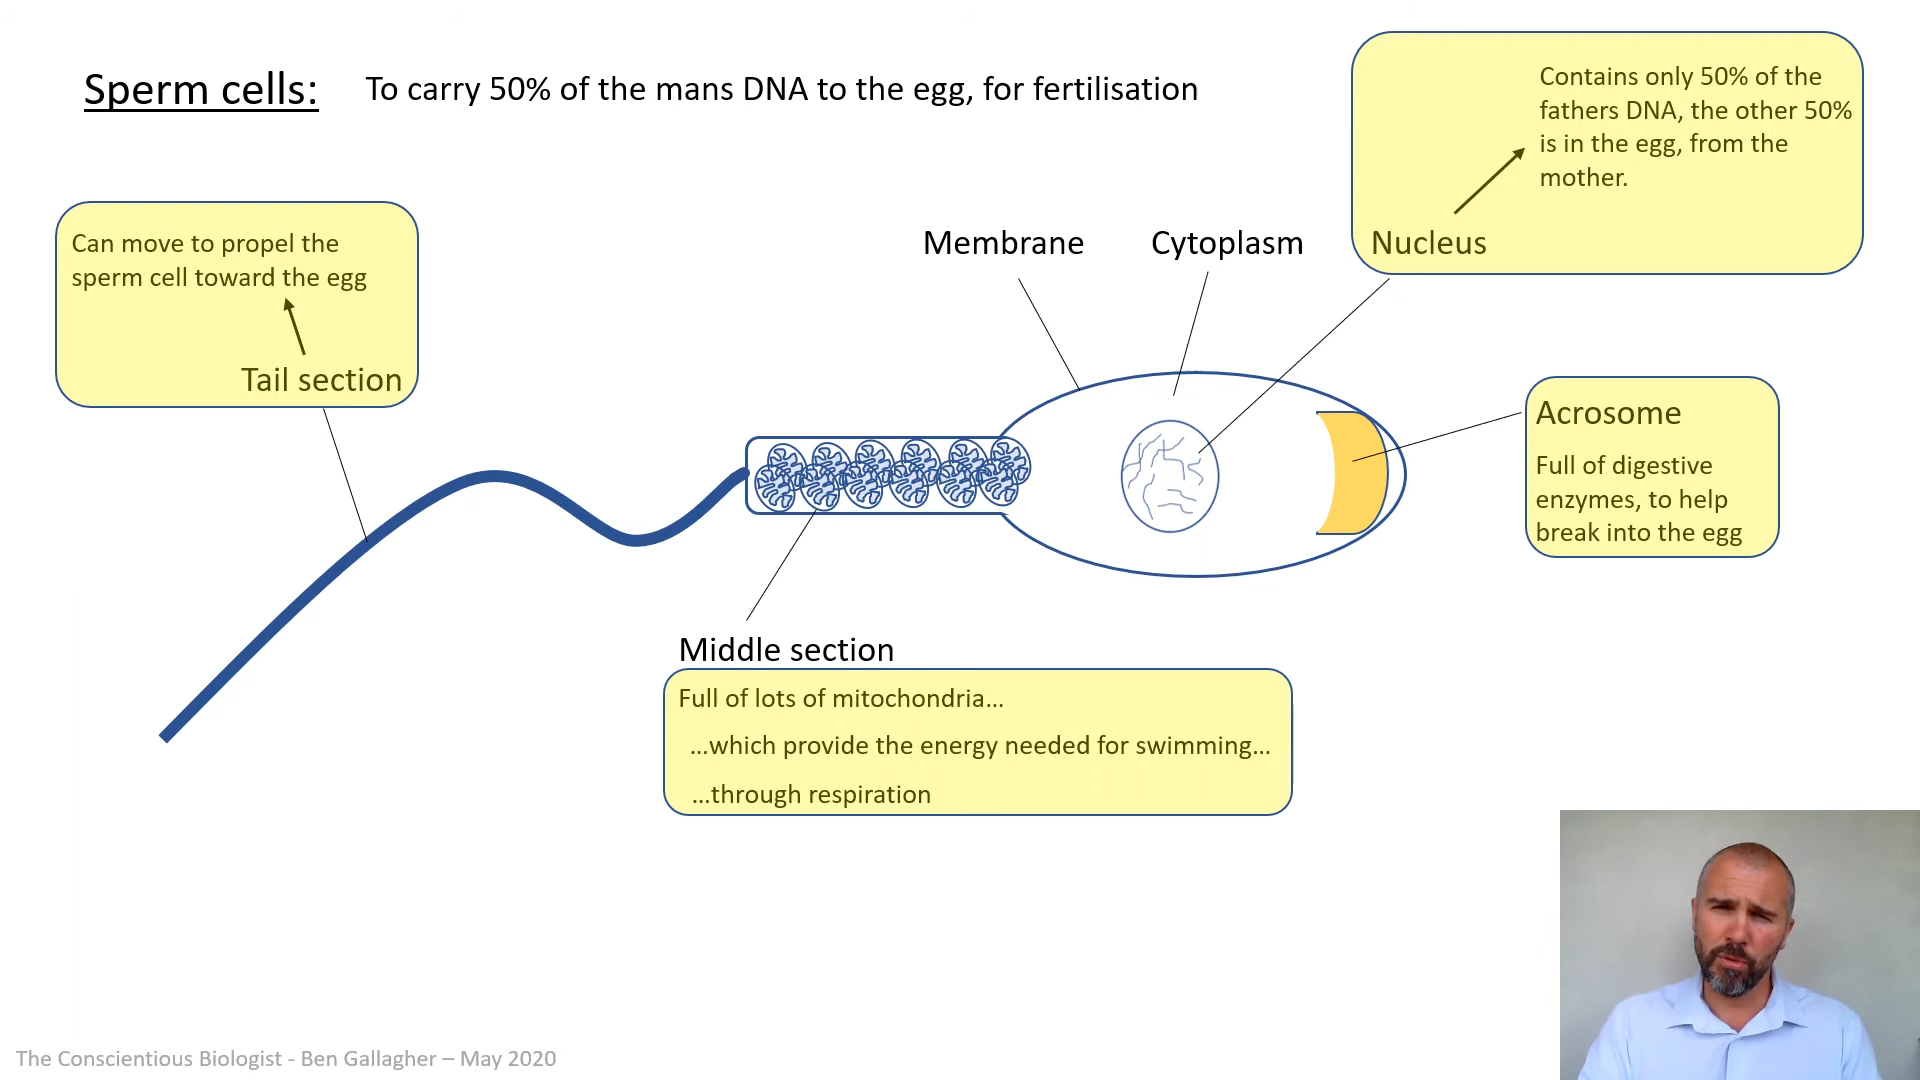 Sperm cells: To carry 50% of the mans DNA to the egg, for fertilisation
Contains only 50% of the
fathers DNA, the other 50%
is in the egg, from the
mother.
Nucleus
Can move to propel the
sperm cell toward the egg
Tail section
Membrane
Cytoplasm
Acrosome
Full of digestive
enzymes, to help
break into the egg
Middle section
Full of lots of mitochondria...
...which provide the energy needed for swimming...
...through respiration
The Conscientious Biologist - Ben Gallagher – May 2020